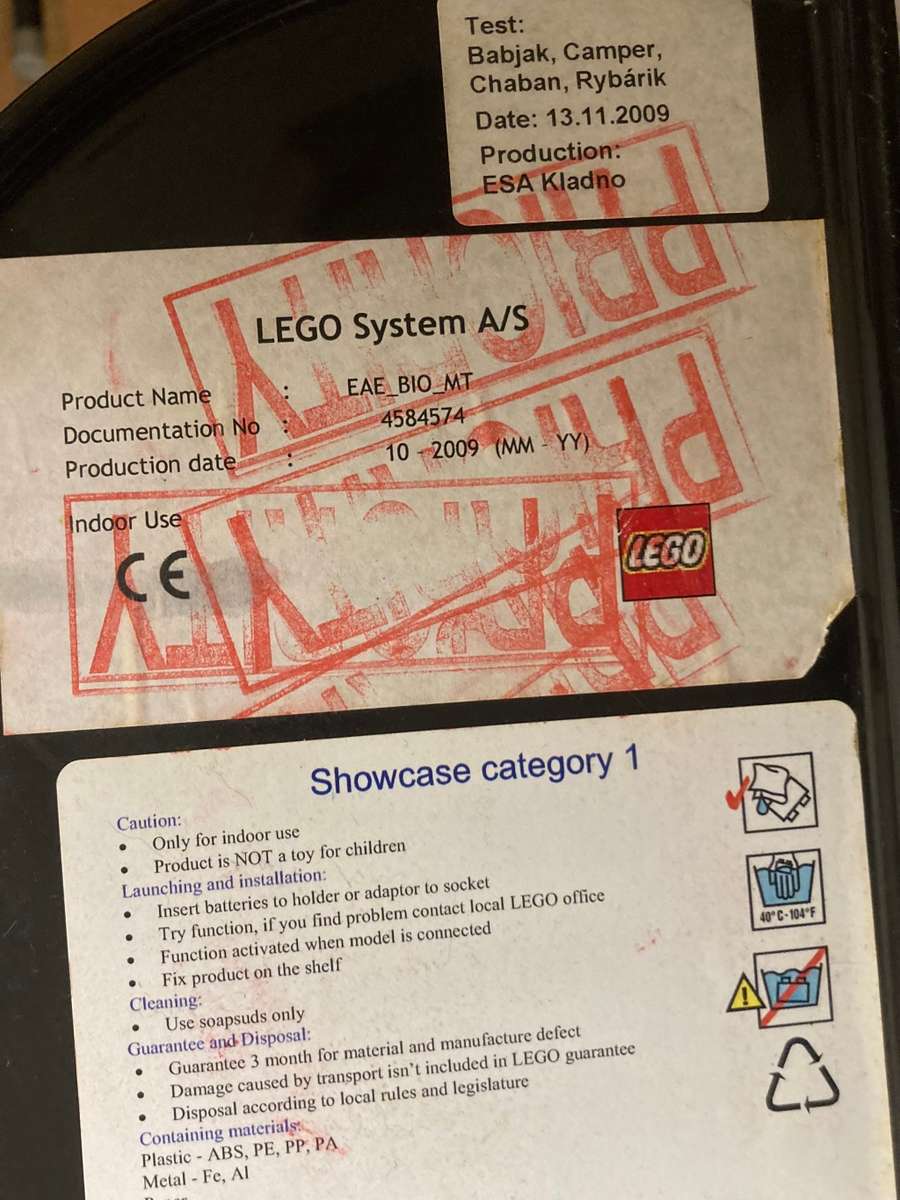 Test:
Babjak, Camper,
Chaban, Rybárik
Date: 13.11.2009
Production:
ESA Kladno
PRIORITY
LEGO System A/S
Product Name : EAE_BIO_MT
Documentation No : 4584574
Production date : 10 - 2009 (MM - YY)
PRIORITY
Indoor Use
CE
LEGO
PRIORITY
PRIORITY
Showcase category 1
Caution:
• Only for indoor use
• Product is NOT a toy for children
Launching and installation:
• Insert batteries to holder or adaptor to socket
• Try function, if you find problem contact local LEGO office
• Function activated when model is connected
• Fix product on the shelf
40°C-104°F
Cleaning:
• Use soapsuds only
Guarantee and Disposal:
• Guarantee 3 month for material and manufacture defect
• Damage caused by transport isn't included in LEGO guarantee
• Disposal according to local rules and legislature
Containing materials:
Plastic - ABS, PE, PP, PA
Metal - Fe, Al